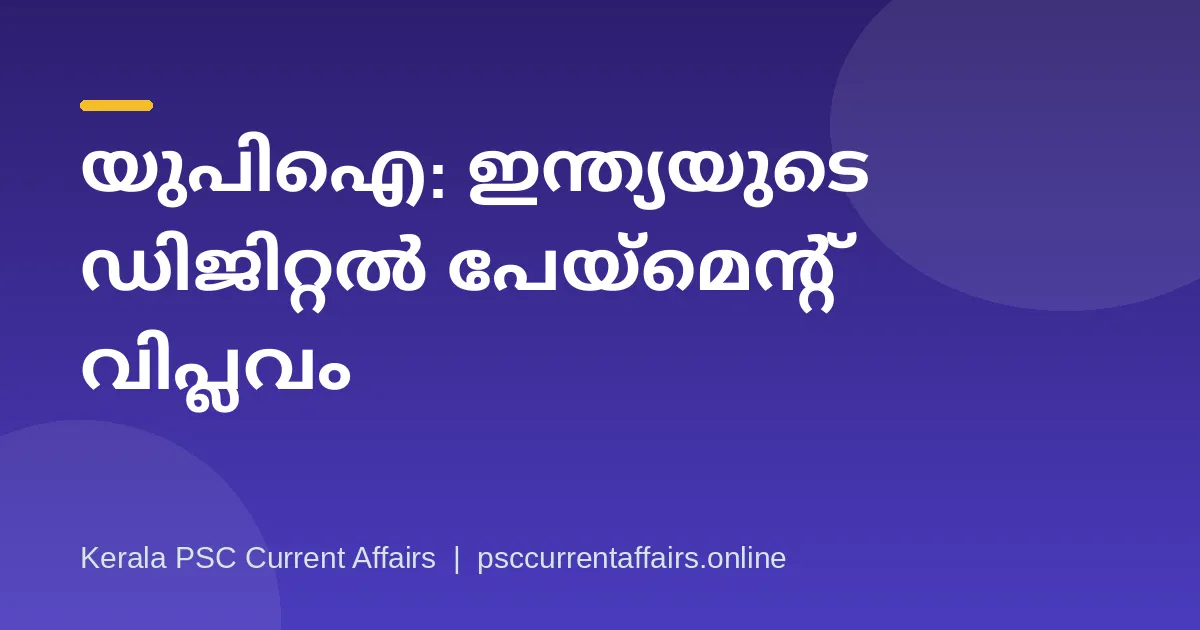 യുപിഐ: ഇന്ത്യയുടെ
ഡിജിറ്റൽ പേയ്മെന്റ്
വിപ്ലവം
Kerala PSC Current Affairs | psccurrentaffairs.online